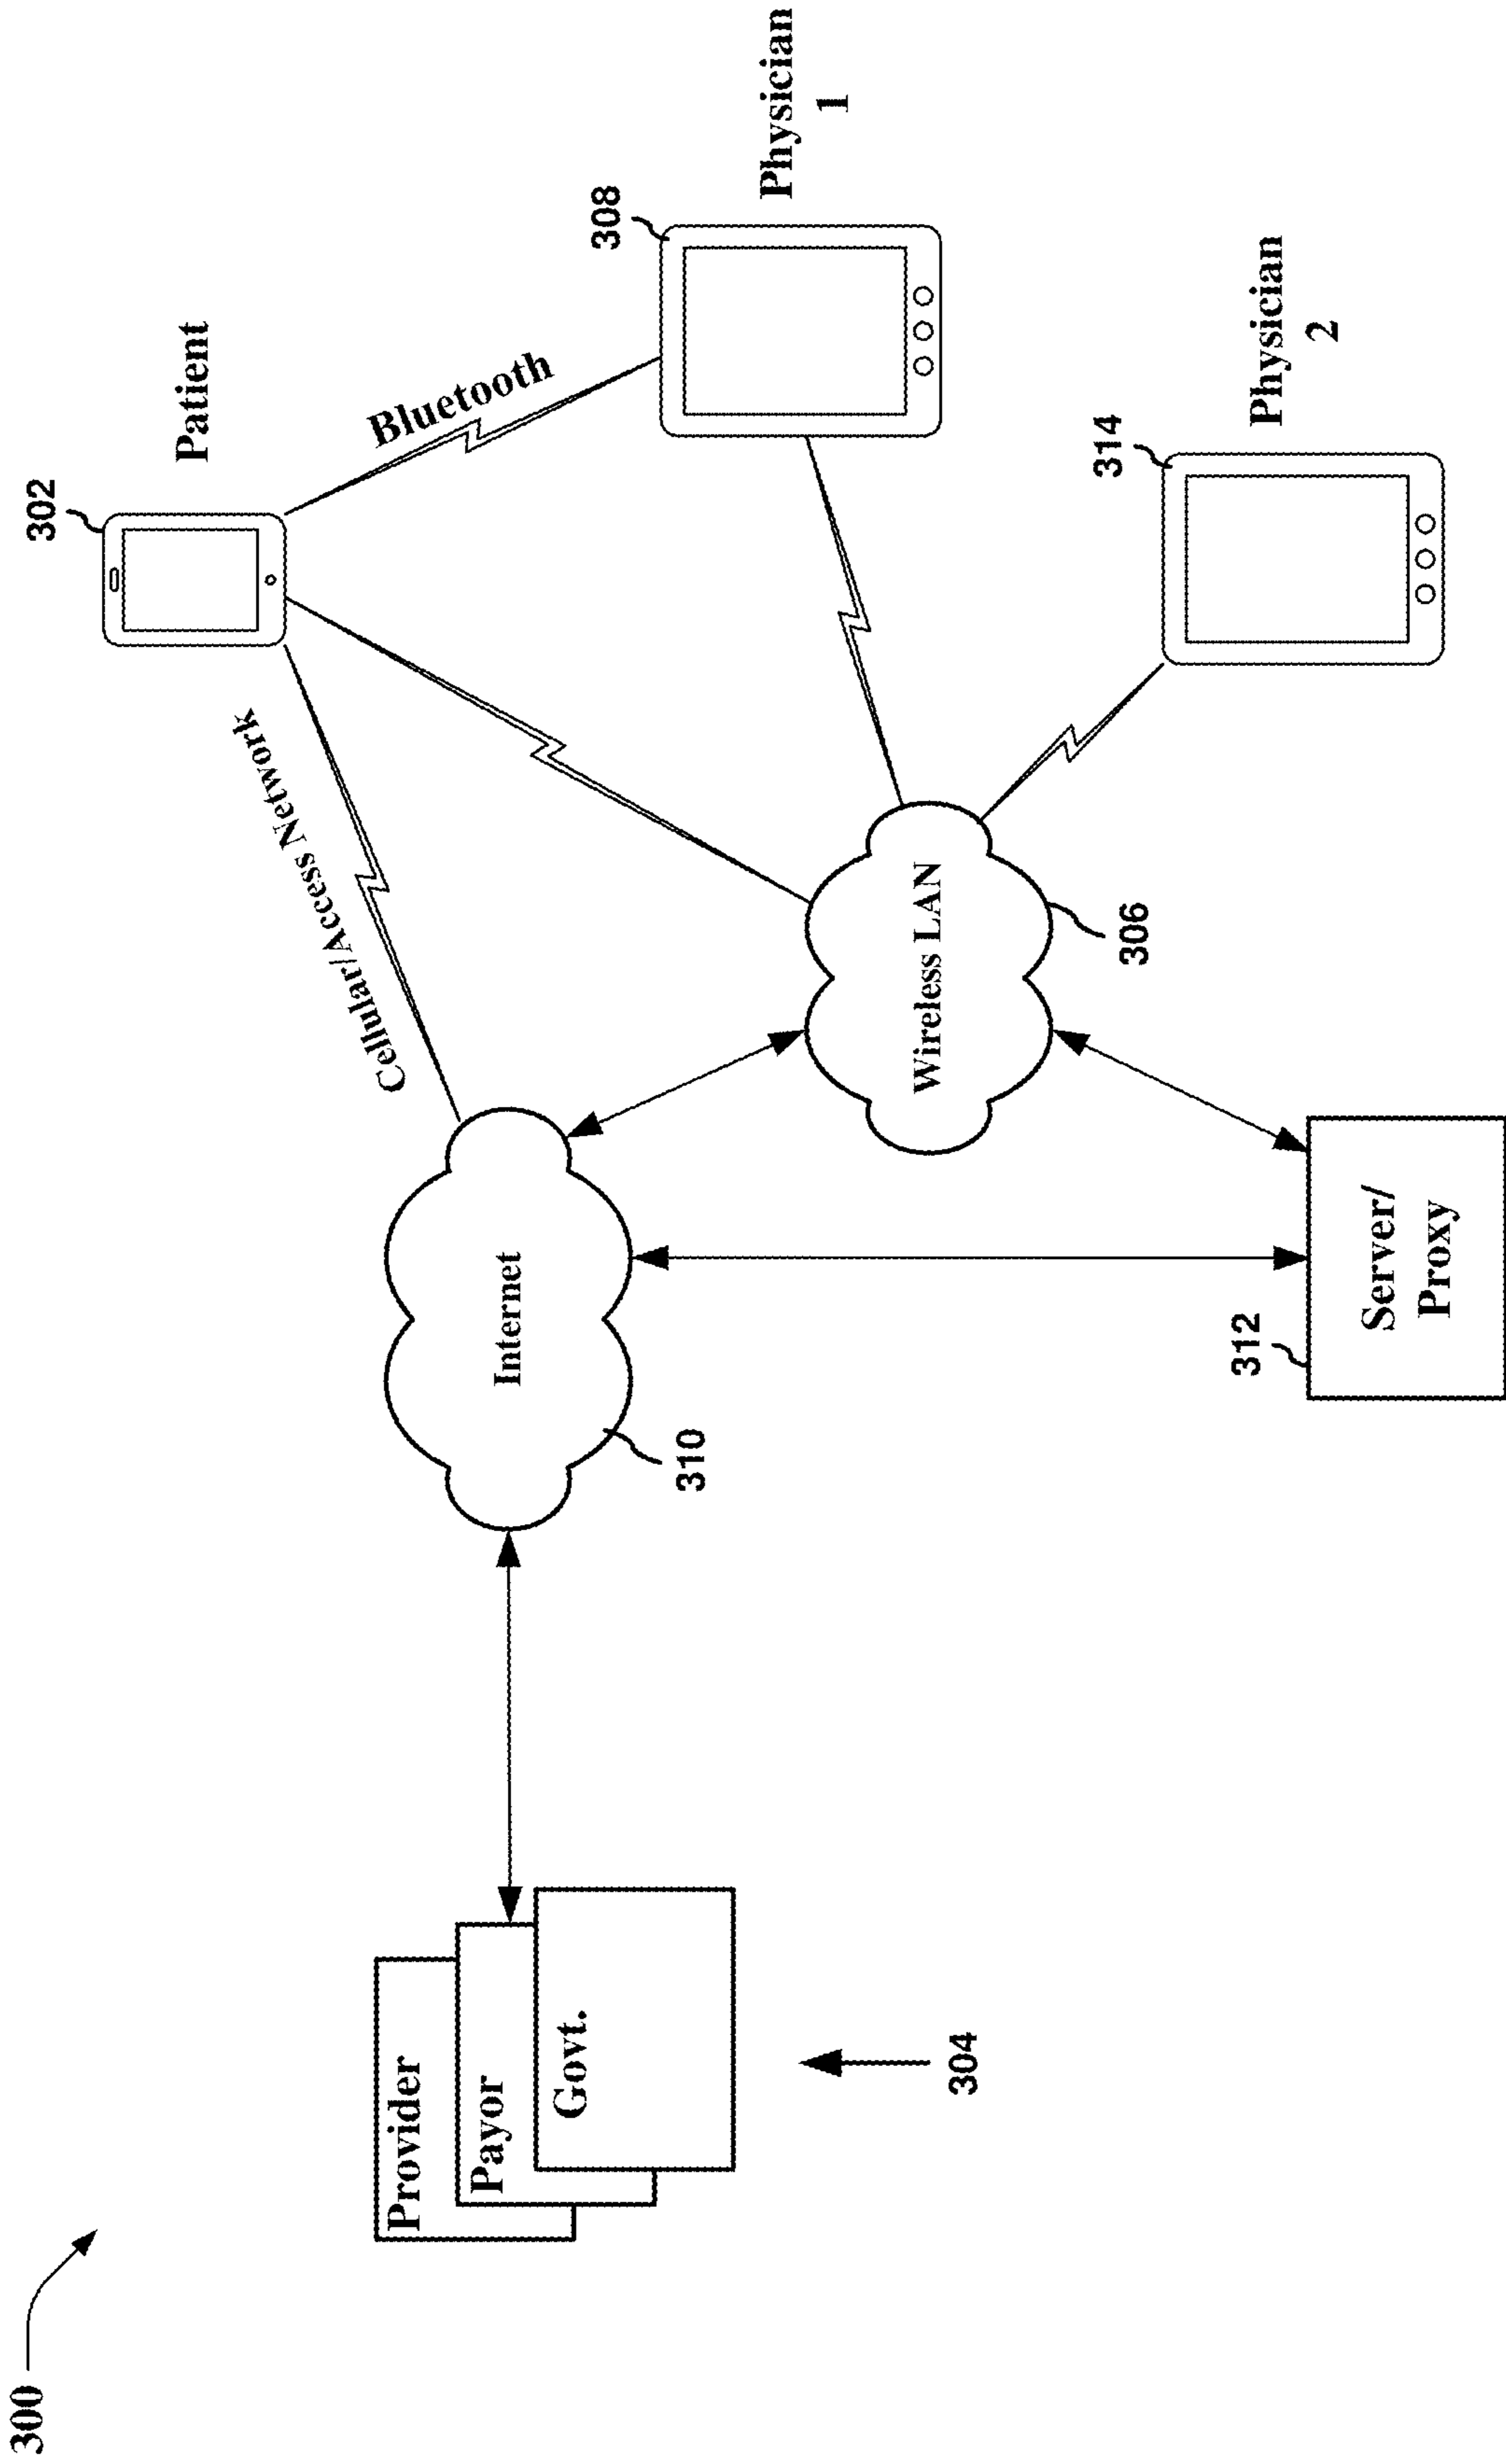 300
302
Patient
Cellular/Access Network
Bluetooth
308
Physician
1
Provider
Payor
Govt.
304
Internet
310
Wireless LAN
306
314
Physician
2
312
Server/
Proxy